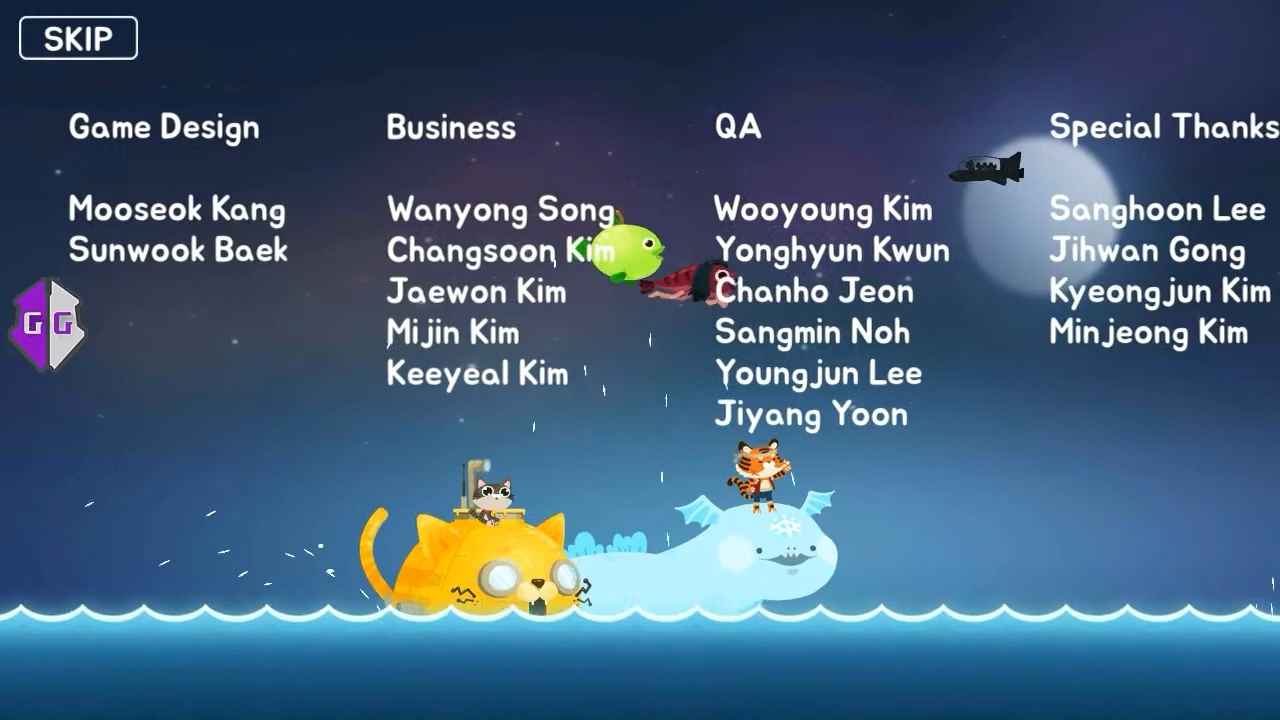 SKIP
Game Design
Mooseok Kang
Sunwook Baek
Business
Wanyong Song
Changsoon Kim
Jaewon Kim
Mijin Kim
Keeyeal Kim
QA
Wooyoung Kim
Yonghyun Kwun
Chanho Jeon
Sangmin Noh
Youngjun Lee
Jiyang Yoon
Special Thanks
Sanghoon Lee
Jihwan Gong
Kyeongjun Kim
Minjeong Kim
GG